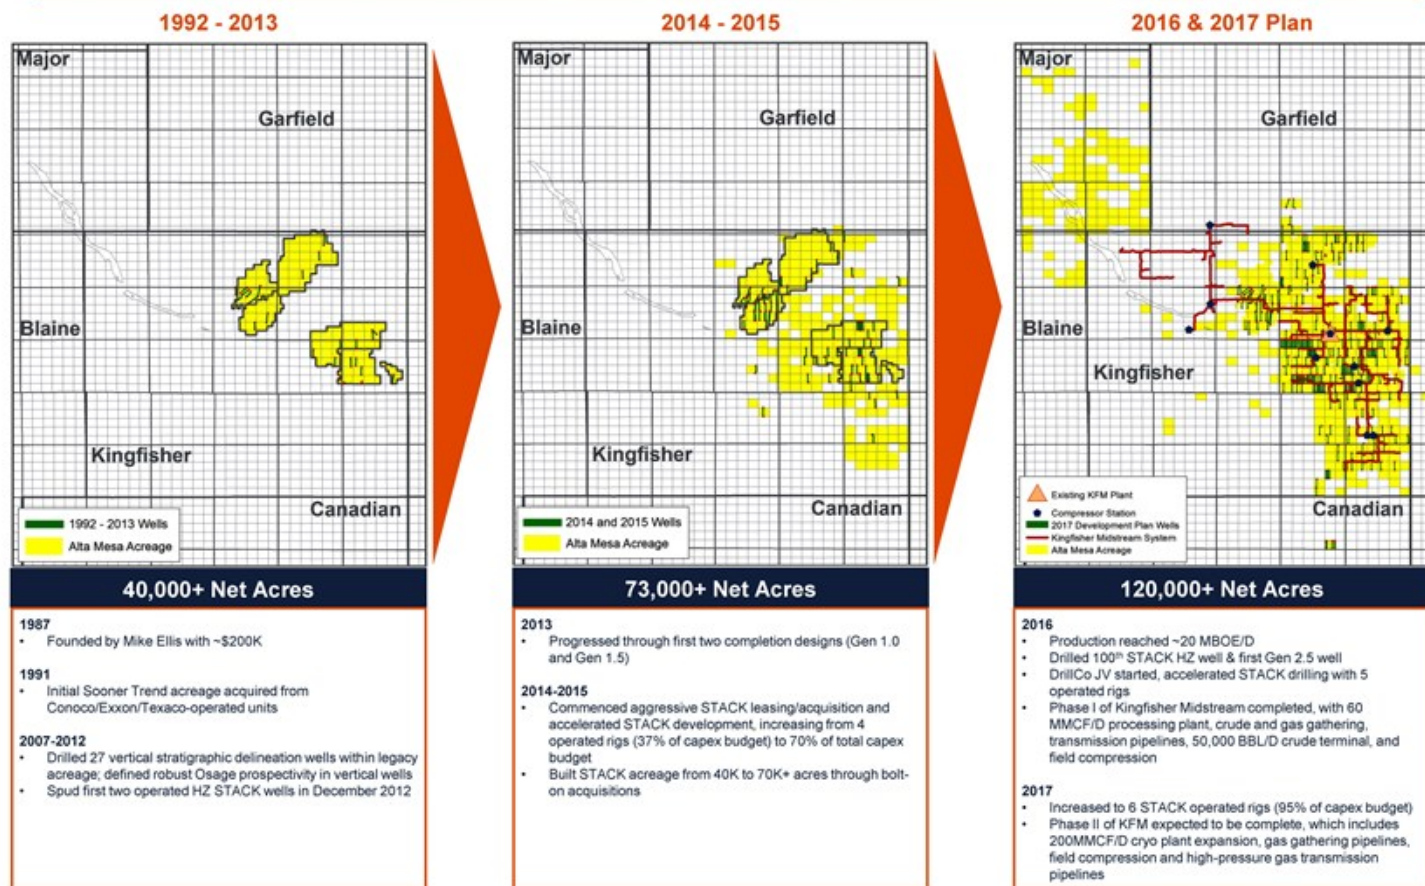 1992 - 2013
Major
Garfield
Blaine
Kingfisher
Canadian
1992 - 2013 Wells
Alta Mesa Acreage
40,000+ Net Acres
1987
• Founded by Mike Ellis with ~$200K
1991
• Initial Sooner Trend acreage acquired from
Conoco/Exxon/Texaco-operated units
2007-2012
• Drilled 27 vertical stratigraphic delineation wells within legacy
acreage; defined robust Osage prospectivity in vertical wells
• Spud first two operated HZ STACK wells in December 2012
2014 - 2015
Major
Garfield
Blaine
Kingfisher
Canadian
2014 and 2015 Wells
Alta Mesa Acreage
73,000+ Net Acres
2013
• Progressed through first two completion designs (Gen 1.0
and Gen 1.5)
2014-2015
• Commenced aggressive STACK leasing/acquisition and
accelerated STACK development, increasing from 4
operated rigs (37% of capex budget) to 70% of total capex
budget
• Built STACK acreage from 40K to 70K+ acres through bolt-
on acquisitions
2016 & 2017 Plan
Major
Garfield
Blaine
Kingfisher
Canadian
Existing KFM Plant
Compressor Station
2017 Development Plan Wells
Kingfisher Midstream System
Alta Mesa Acreage
120,000+ Net Acres
2016
• Production reached ~20 MBOE/D
• Drilled 100th STACK HZ well & first Gen 2.5 well
• DrillCo JV started, accelerated STACK drilling with 5
operated rigs
• Phase I of Kingfisher Midstream completed, with 60
MMCF/D processing plant, crude and gas gathering,
transmission pipelines, 50,000 BBL/D crude terminal, and
field compression
2017
• Increased to 6 STACK operated rigs (95% of capex budget)
• Phase II of KFM expected to be complete, which includes
200MMCF/D cryo plant expansion, gas gathering pipelines,
field compression and high-pressure gas transmission
pipelines